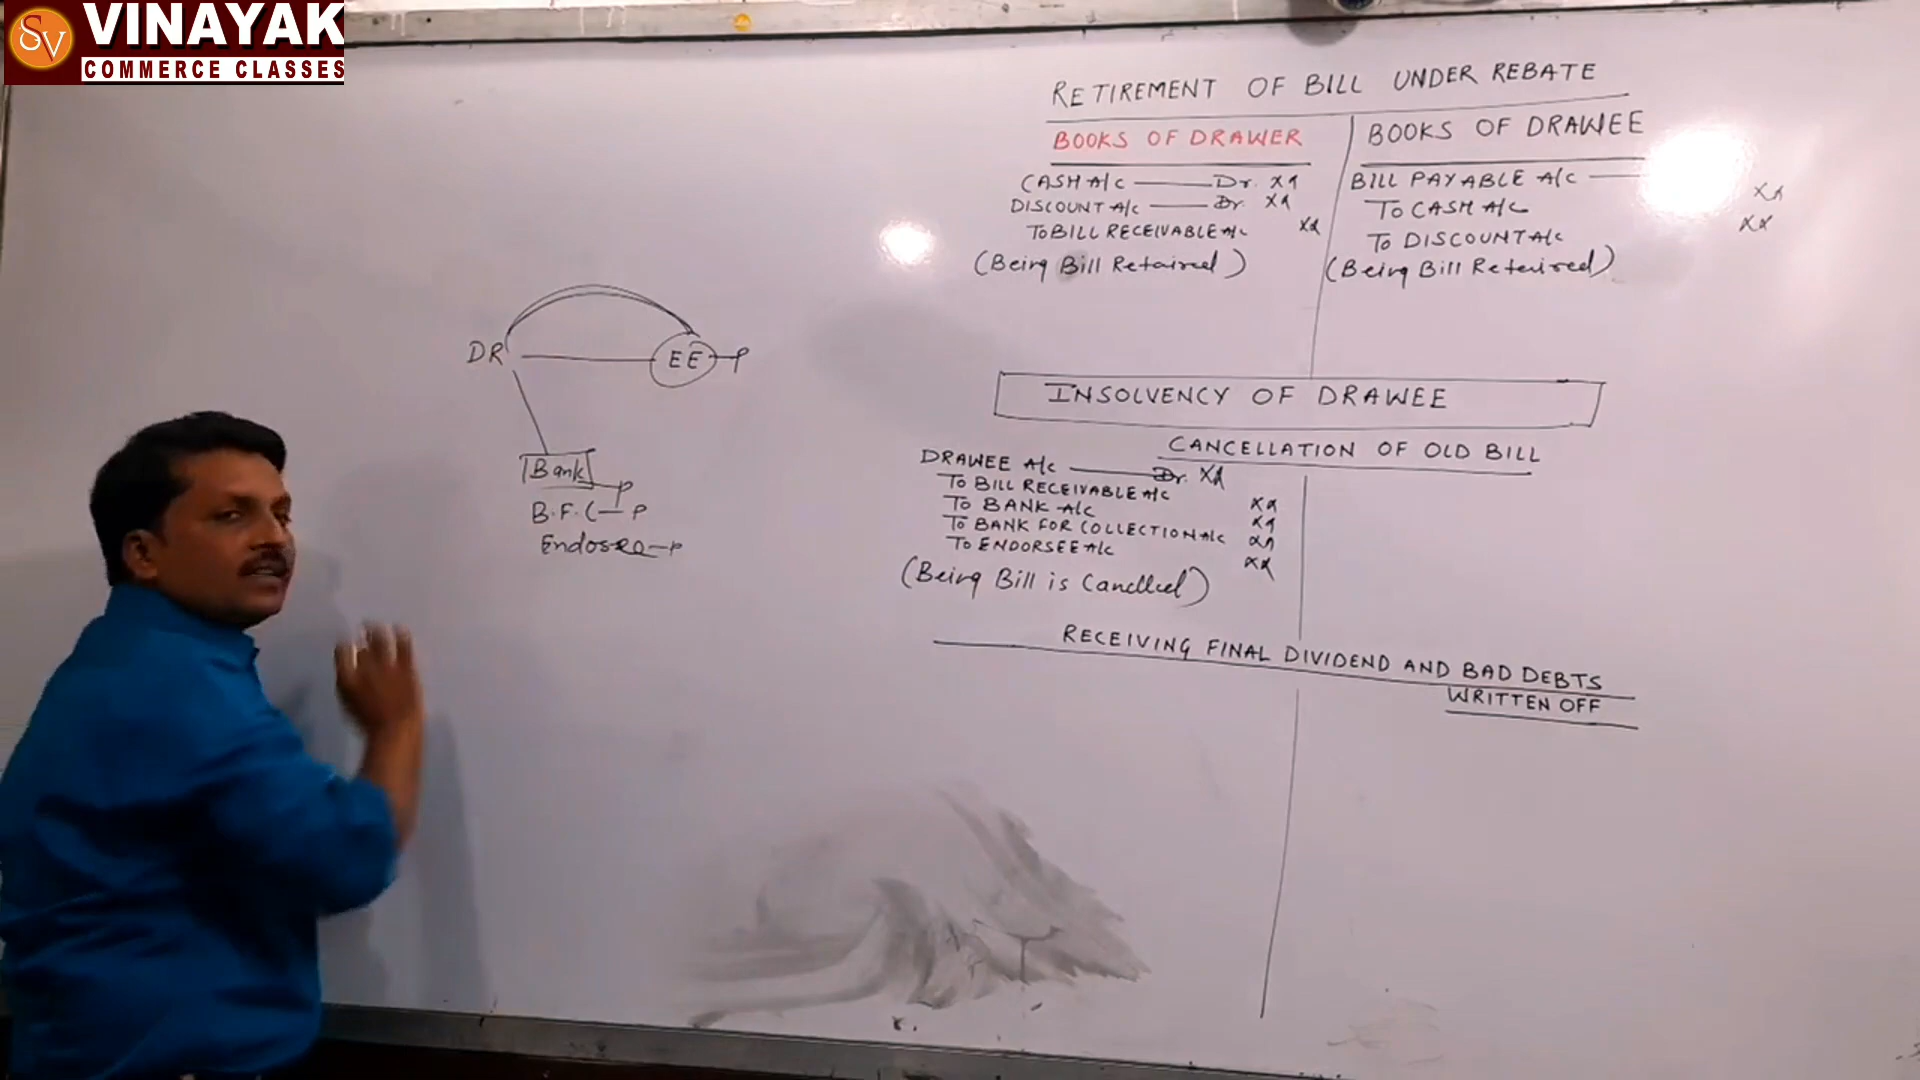 SV VINAYAK
COMMERCE CLASSES
RETIREMENT OF BILL UNDER REBATE
BOOKS OF DRAWER
CASH A/c ——— Dr. xx
DISCOUNT A/c ——— Dr. xx
To BILL RECEIVABLE A/c xx
(Being Bill Retaired)
BOOKS OF DRAWEE
BILL PAYABLE A/c ——
To CASH A/c xx
To DISCOUNT A/c xx
(Being Bill Reteired)
DR EE P
Bank P
B.F.C P
P
INSOLVENCY OF DRAWEE
CANCELLATION OF OLD BILL
DRAWEE A/c ——— Dr. xx
To BILL RECEIVABLE A/c xx
To BANK A/c xx
To BANK FOR COLLECTION A/c xx
To ENDORSEE A/c xx
(Being Bill is Cancelled)
RECEIVING FINAL DIVIDEND AND BAD DEBTS
WRITTEN OFF